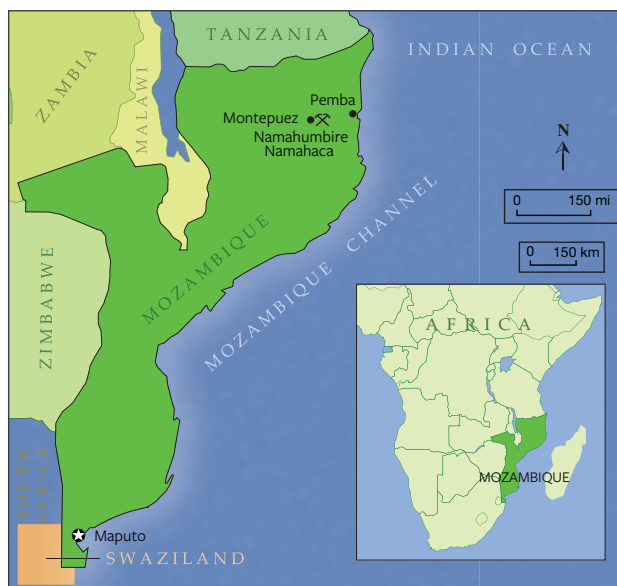 TANZANIA
INDIAN OCEAN
ZAMBIA
MALAWI
Pemba
Montepuez
Namahumbire
Namahaca
N
0 150 mi
0 150 km
MOZAMBIQUE
MOZAMBIQUE CHANNEL
ZIMBABWE
AFRICA
MOZAMBIQUE
SOUTH
AFRICA
Maputo
SWAZILAND